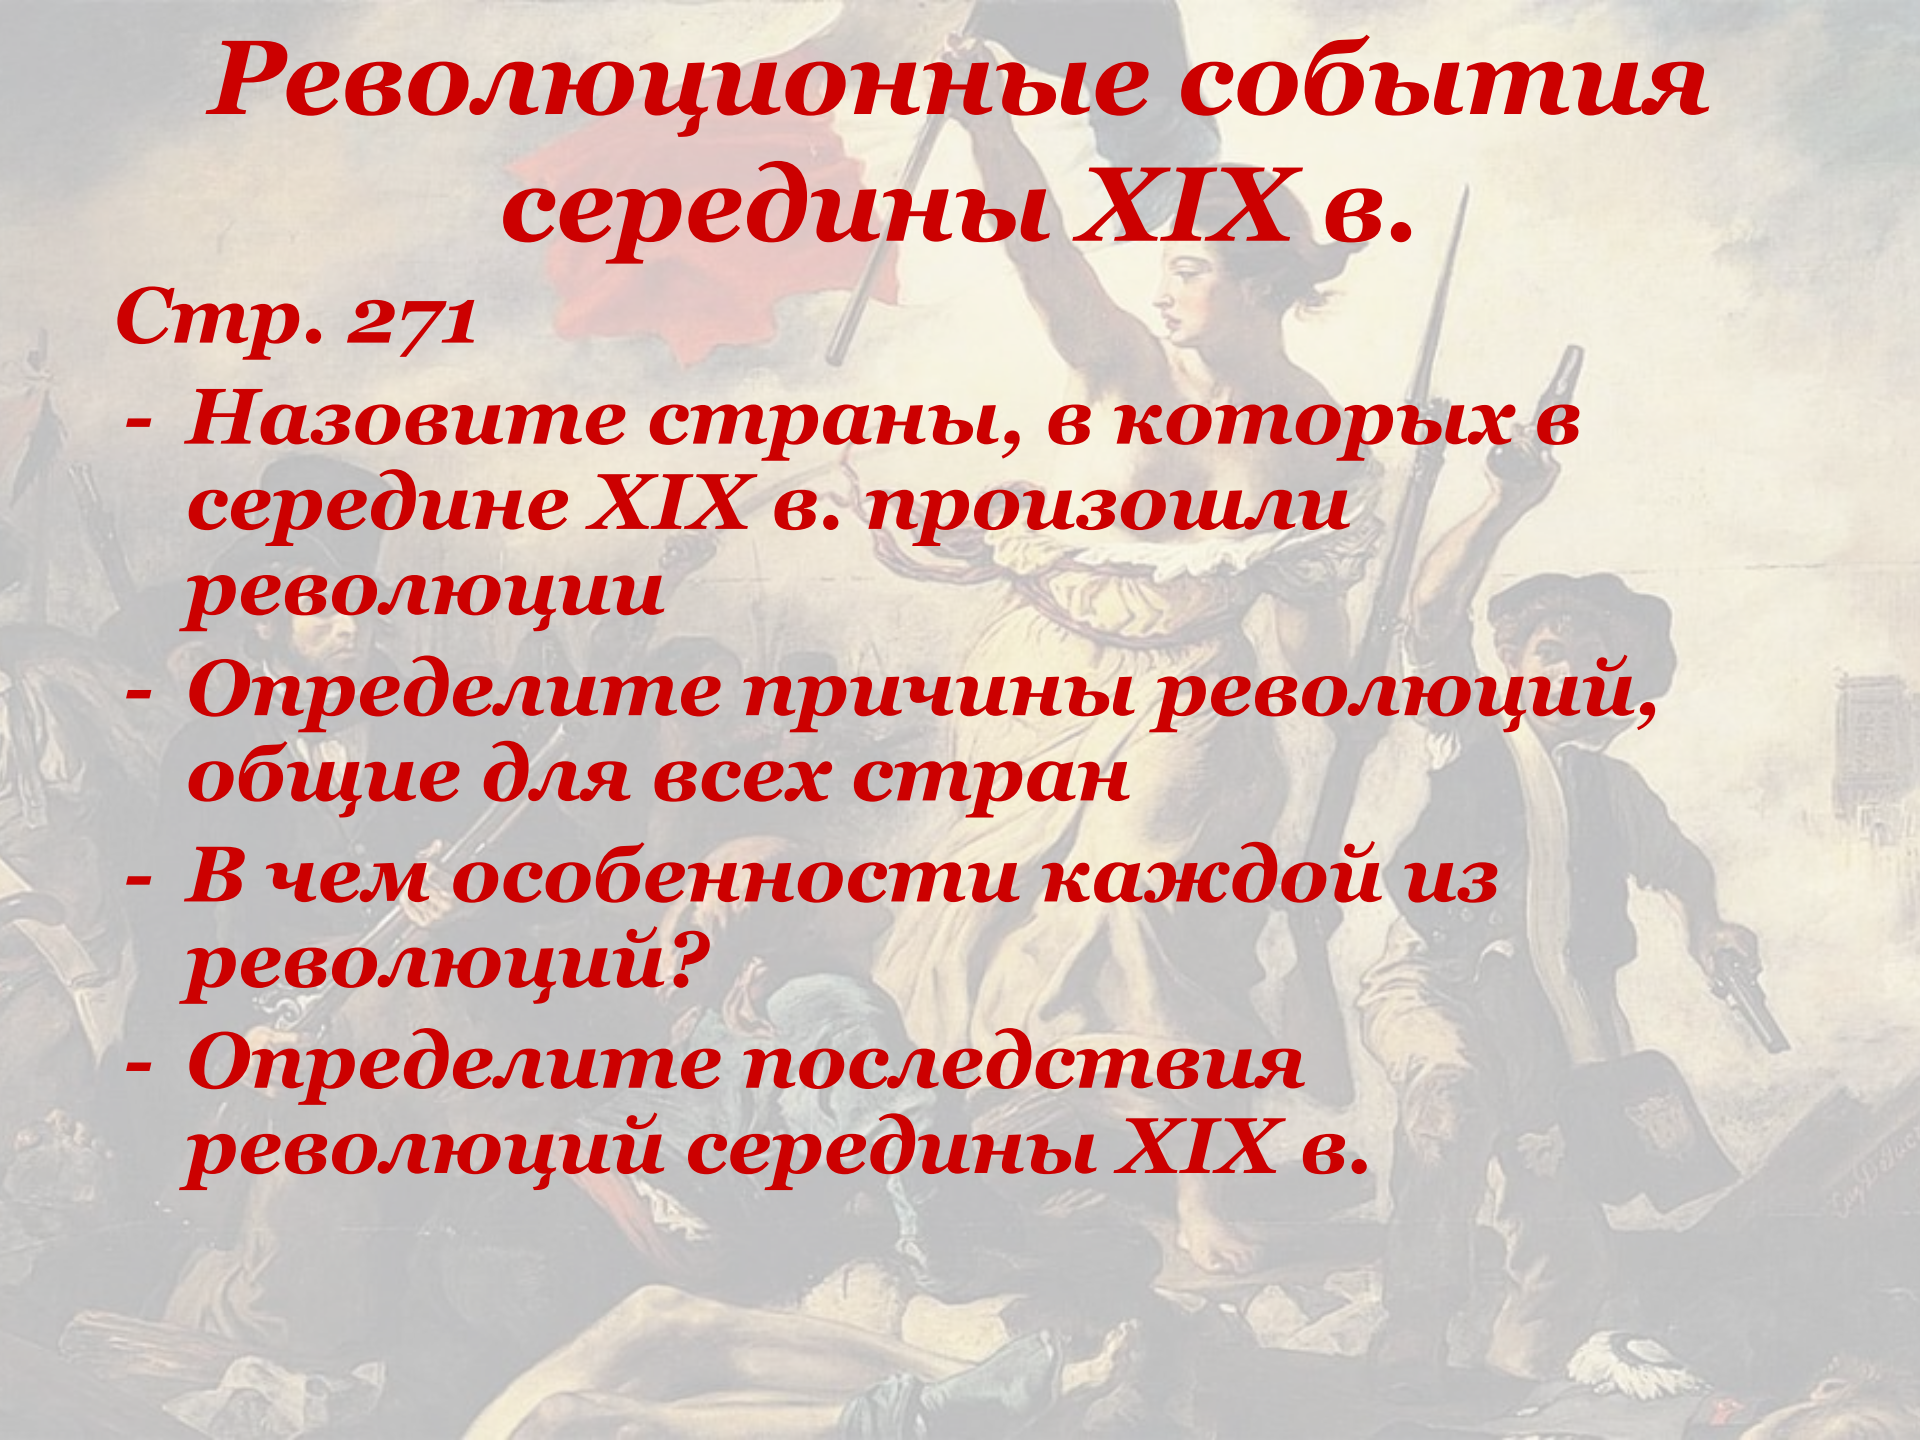 Революционные события
середины XIX в.
Стр. 271
- Назовите страны, в которых в
середине XIX в. произошли
революции
- Определите причины революций,
общие для всех стран
- В чем особенности каждой из
революций?
- Определите последствия
революций середины XIX в.